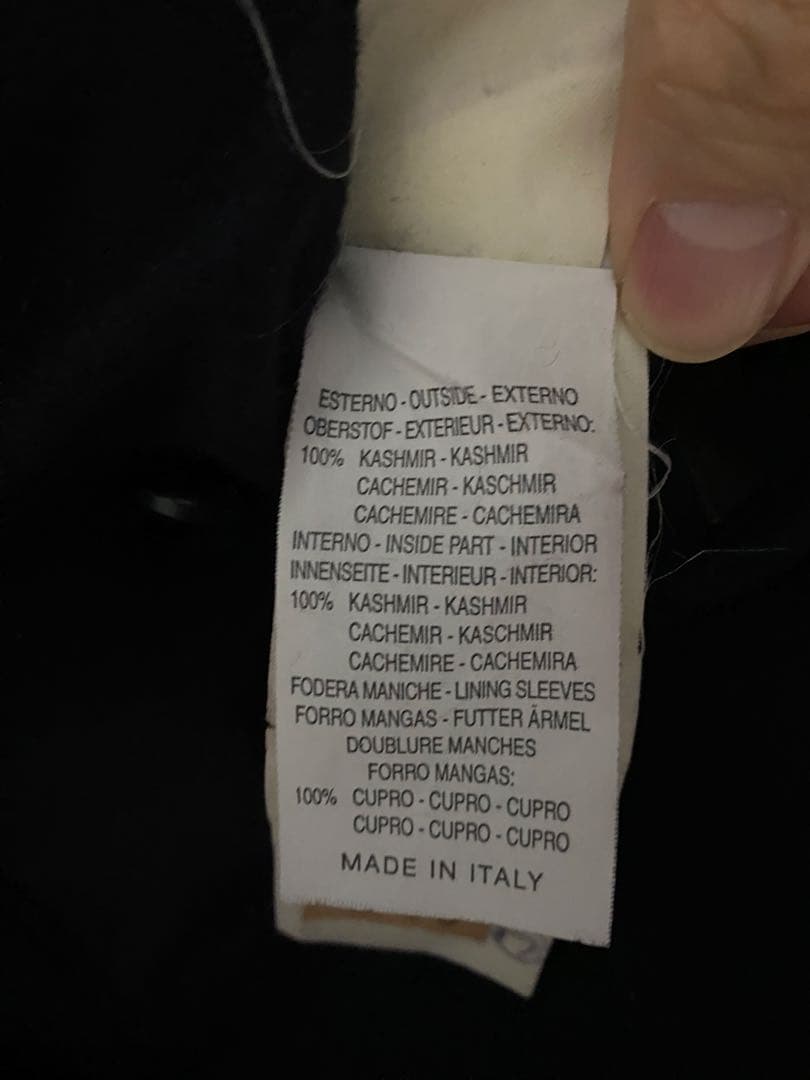 ESTERNO - OUTSIDE - EXTERNO
OBERSTOF - EXTERIEUR - EXTERNO:
100% KASHMIR - KASHMIR
CACHEMIR - KASCHMIR
CACHEMIRE - CACHEMIRA
INTERNO - INSIDE PART - INTERIOR
INNENSEITE - INTERIEUR - INTERIOR:
100% KASHMIR - KASHMIR
CACHEMIR - KASCHMIR
CACHEMIRE - CACHEMIRA
FODERA MANICHE - LINING SLEEVES
FORRO MANGAS - FUTTER ÄRMEL
DOUBLURE MANCHES
FORRO MANGAS:
100% CUPRO - CUPRO - CUPRO
CUPRO - CUPRO - CUPRO
MADE IN ITALY